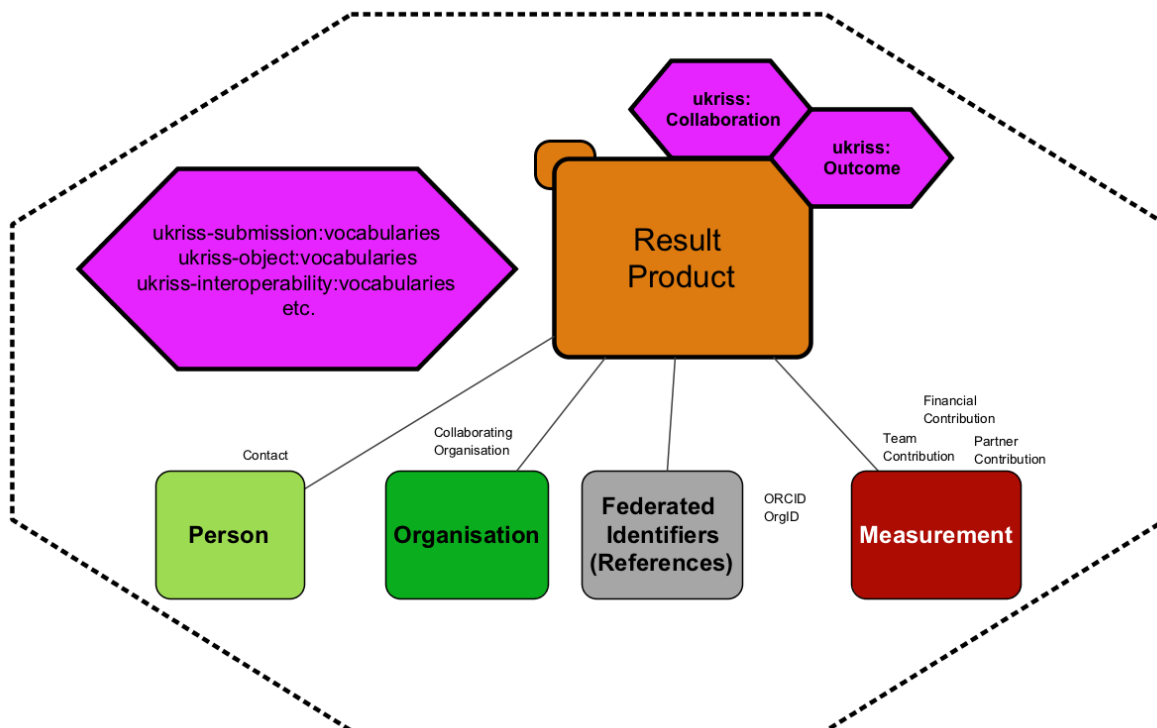 ukriss:
Collaboration
ukriss:
Outcome
ukriss-submission:vocabularies
ukriss-object:vocabularies
ukriss-interoperability:vocabularies
etc.
Result
Product
Contact
Collaborating
Organisation
Financial
Contribution
Team
Contribution
Partner
Contribution
Person
Organisation
Federated
Identifiers
(References)
ORCID
OrgID
Measurement